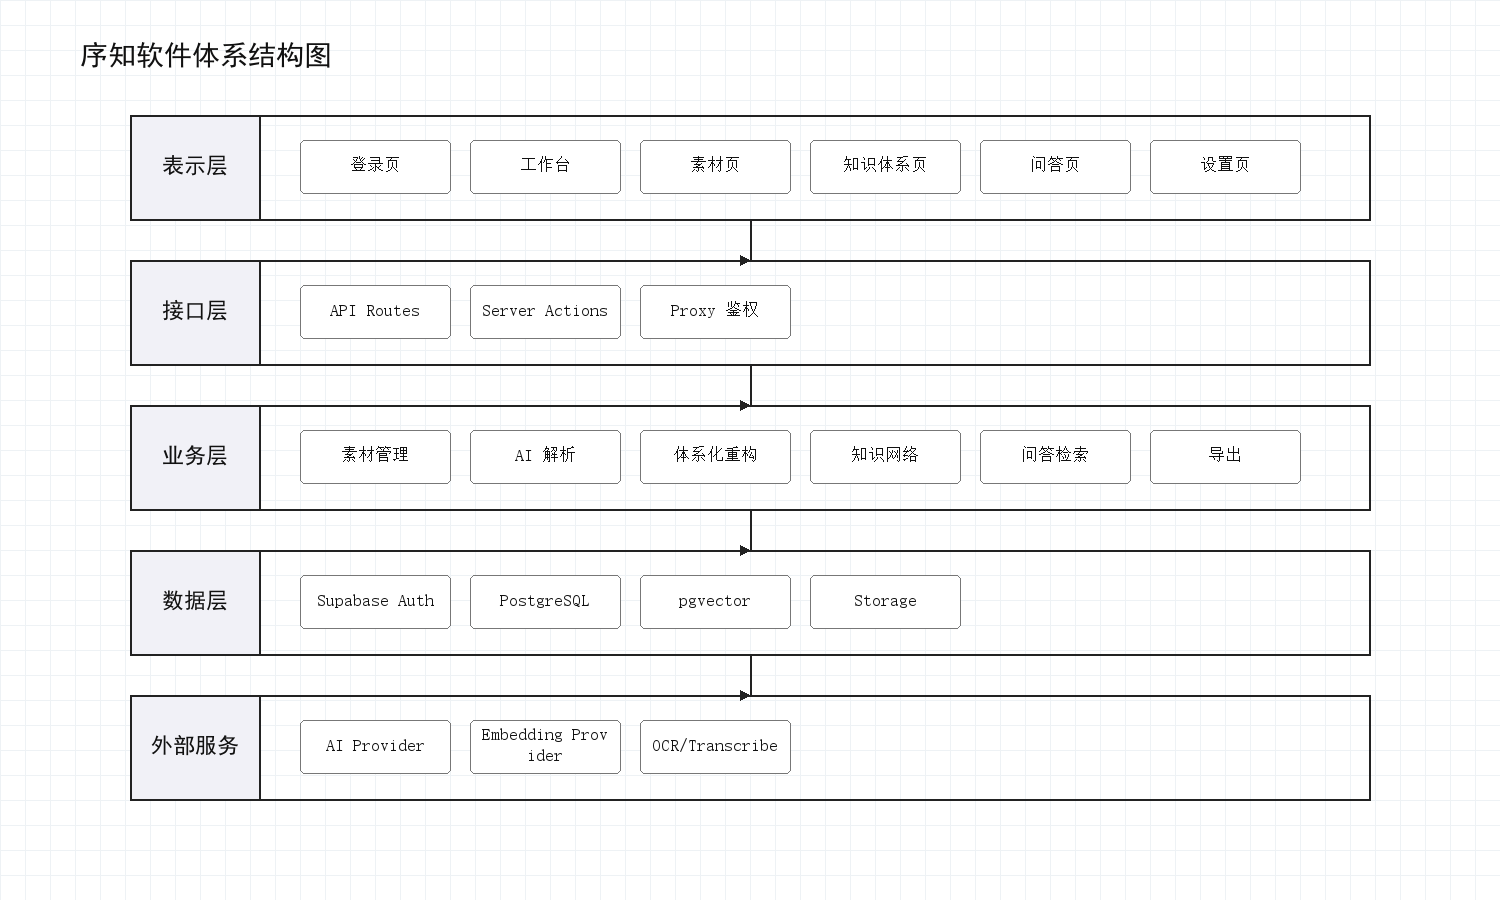 序知软件体系结构图
表示层
登录页
工作台
素材页
知识体系页
问答页
设置页
接口层
API Routes
Server Actions
Proxy 鉴权
业务层
素材管理
AI 解析
体系化重构
知识网络
问答检索
导出
数据层
Supabase Auth
PostgreSQL
pgvector
Storage
外部服务
AI Provider
Embedding Prov
ider
OCR/Transcribe